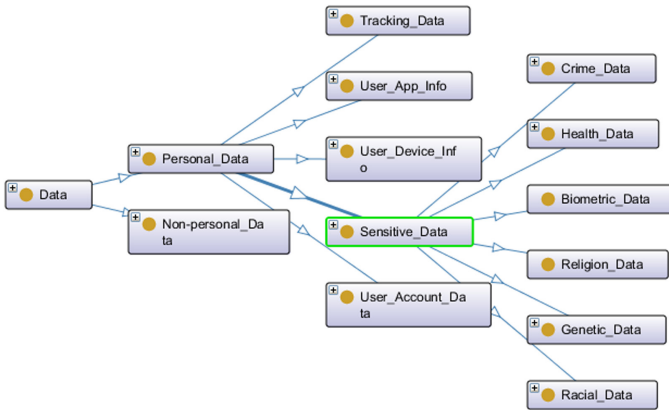 Tracking_Data
Crime_Data
User_App_Info
Health_Data
Personal_Data
User_Device_Inf
o
Data
Biometric_Data
Non-personal_Da
ta
Sensitive_Data
Religion_Data
User_Account_Da
ta
Genetic_Data
Racial_Data